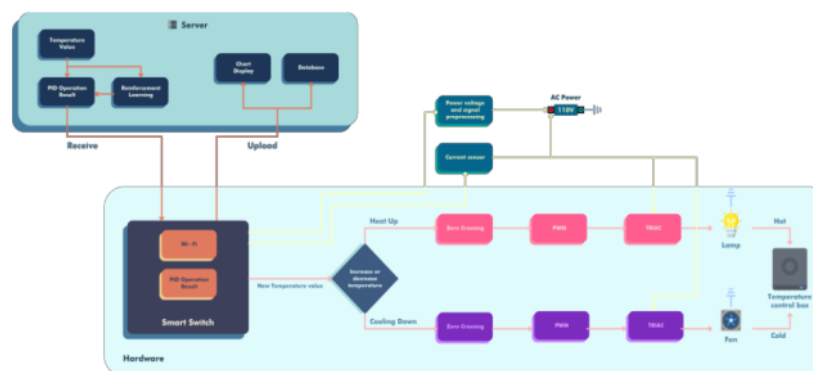 Server
Temperature
Value
Chart
Display
Database
PID Operation
Result
Reinforcement
Learning
Receive
Upload
Power voltage
and signal
preprocessing
AC Power
110V
Current sensor
Wi-Fi
PID Operation
Result
Smart Switch
New Temperature value
Increase or
decrease
temperature
Heat Up
Zero Crossing
PWM
TRIAC
Lamp
Hot
Temperature
control box
Cooling Down
Zero Crossing
PWM
TRIAC
Fan
Cold
Hardware